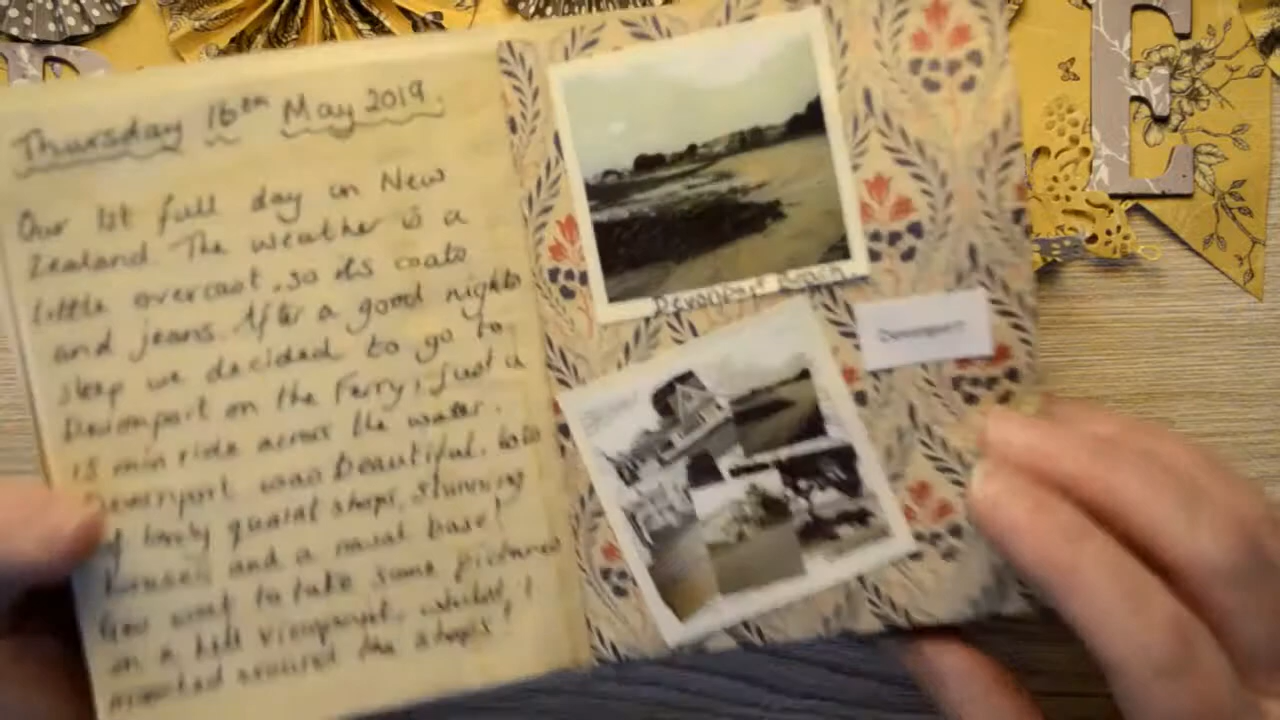 Thursday 16th May 2019
Our 1st full day in New
Zealand. The weather is a
little overcast, so its coats
and jeans. After a good nights
sleep we decided to go to
Devonport on the Ferry, just a
15 min ride across the water.
Devonport was beautiful, lots
of lovely quaint shops, stunning
houses and a naval base!
went to take some pictures
on a hill viewpoint, whilst I
around the shops!
Devonport Beach
Devonport
E